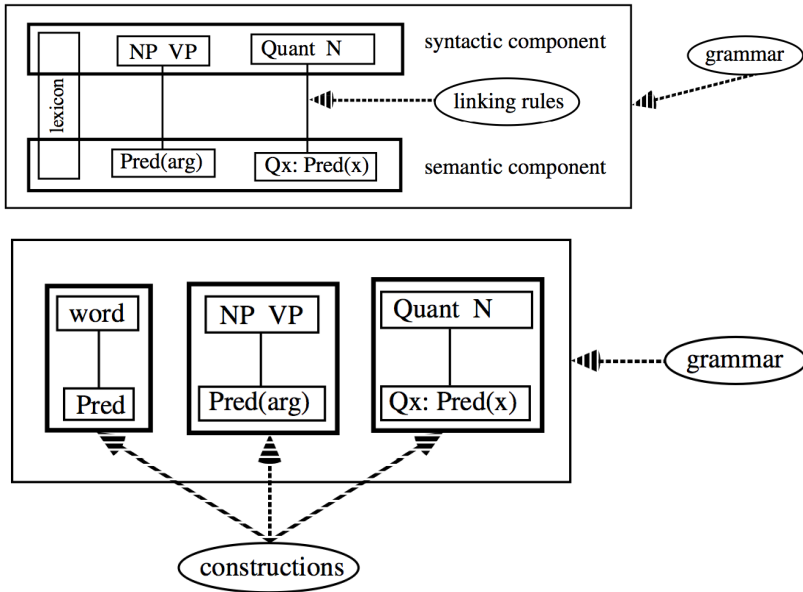 NP VP
Quant N
syntactic component
grammar
lexicon
linking rules
Pred(arg)
Qx: Pred(x)
semantic component
word
NP VP
Quant N
grammar
Pred
Pred(arg)
Qx: Pred(x)
constructions